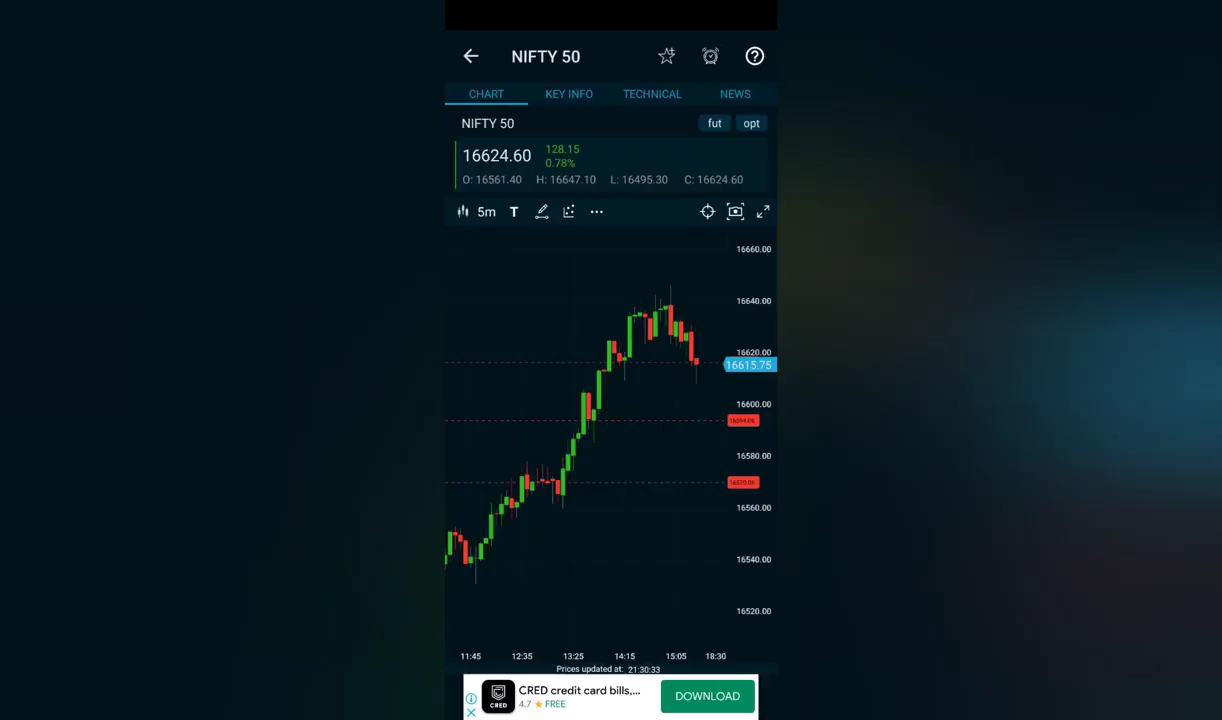 NIFTY 50
CHART KEY INFO TECHNICAL NEWS
NIFTY 50 fut opt
16624.60 128.15
0.78%
O: 16561.40 H: 16647.10 L: 16495.30 C: 16624.60
5m T
16660.00
16640.00
16620.00
16615.75
16600.00
16580.00
16560.00
16540.00
16520.00
11:45 12:35 13:25 14:15 15:05 18:30
Prices updated at: 21:30:33
CRED credit card bills,...
CRED
4.7 FREE
DOWNLOAD